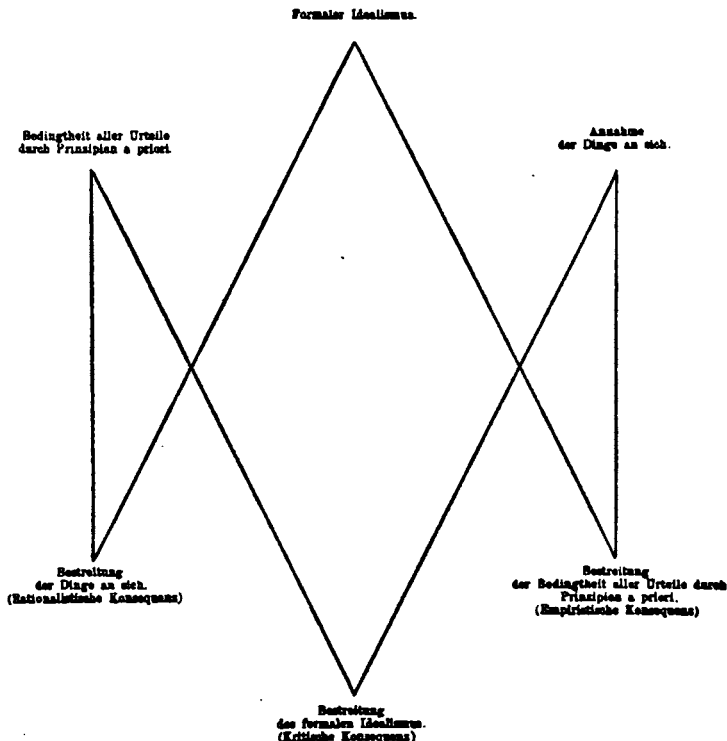 Formaler Idealismus.
Bedingtheit aller Urteile
durch Prinzipien a priori
Annahme
der Dinge an sich.
Bestreitung
der Dinge an sich.
(Rationalistische Konsequenz)
Bestreitung
der Bedingtheit aller Urteile durch
Prinzipien a priori.
(Empiristische Konsequenz)
Bestreitung
des formalen Idealismus.
(Kritische Konsequenz)